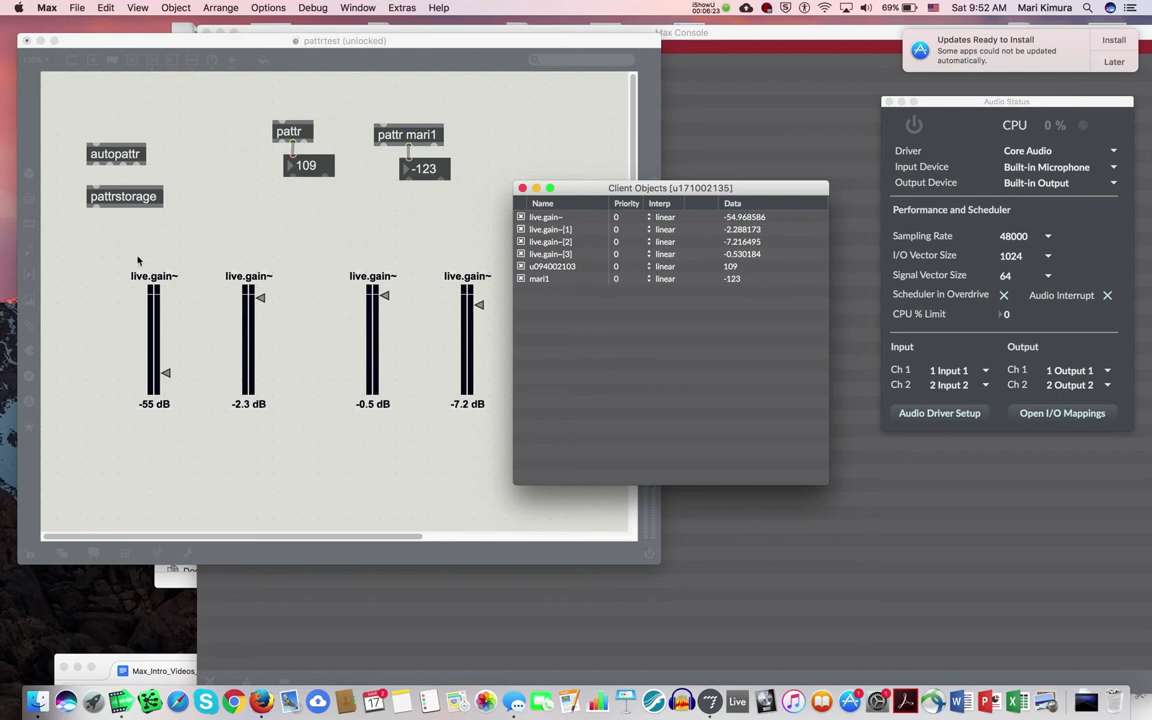 Max File Edit View Object Arrange Options Debug Window Extras Help
iShowU
00:06:23
69% Sat 9:52 AM Mari Kimura
pattrtest (unlocked)
Max Console
Updates Ready to Install
Some apps could not be updated
automatically.
Install
Later
autopattr
pattrstorage
pattr
109
pattr mari1
-123
live.gain~
-55 dB
live.gain~
-2.3 dB
live.gain~
-0.5 dB
live.gain~
-7.2 dB
Client Objects [u171002135]
Name Priority Interp Data
live.gain~ 0 linear -54.968586
live.gain~[1] 0 linear -2.288173
live.gain~[2] 0 linear -7.216495
live.gain~[3] 0 linear -0.530184
u094002103 0 linear 109
mari1 0 linear -123
Audio Status
CPU 0 %
Driver Core Audio
Input Device Built-in Microphone
Output Device Built-in Output
Performance and Scheduler
Sampling Rate 48000
I/O Vector Size 1024
Signal Vector Size 64
Scheduler in Overdrive Audio Interrupt
CPU % Limit 0
Input Output
Ch 1 1 Input 1 Ch 1 1 Output 1
Ch 2 2 Input 2 Ch 2 2 Output 2
Audio Driver Setup Open I/O Mappings
Max_Intro_Videos
MAR
17
Live